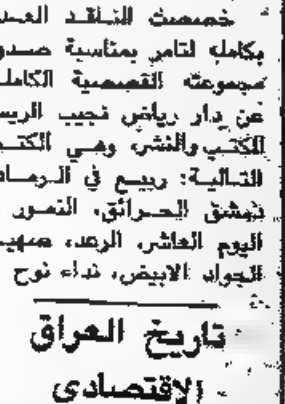 خصصت الناقد العدد
بكامله لتامر بمناسبة صدور
مجموعته القصصية الكاملة
عن دار رياض نجيب الريس
الكتب والنشر، وهي الكتب
التالية: ربيع في الرماد
دمشق الحرائق، النمور
اليوم العاشر، الرعد، صهيل
الجواد الابيض، نداء نوح
تاريخ العراق
الاقتصادي